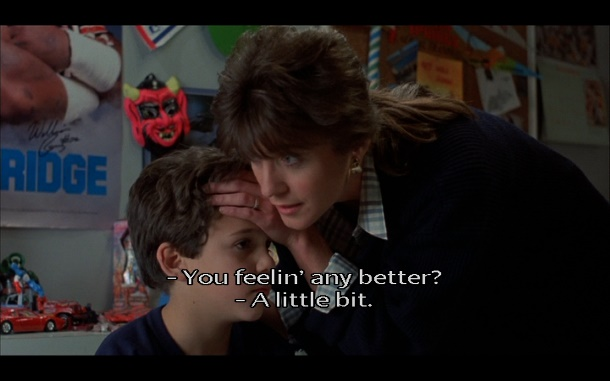 RIDGE
- You feelin' any better?
- A little bit.